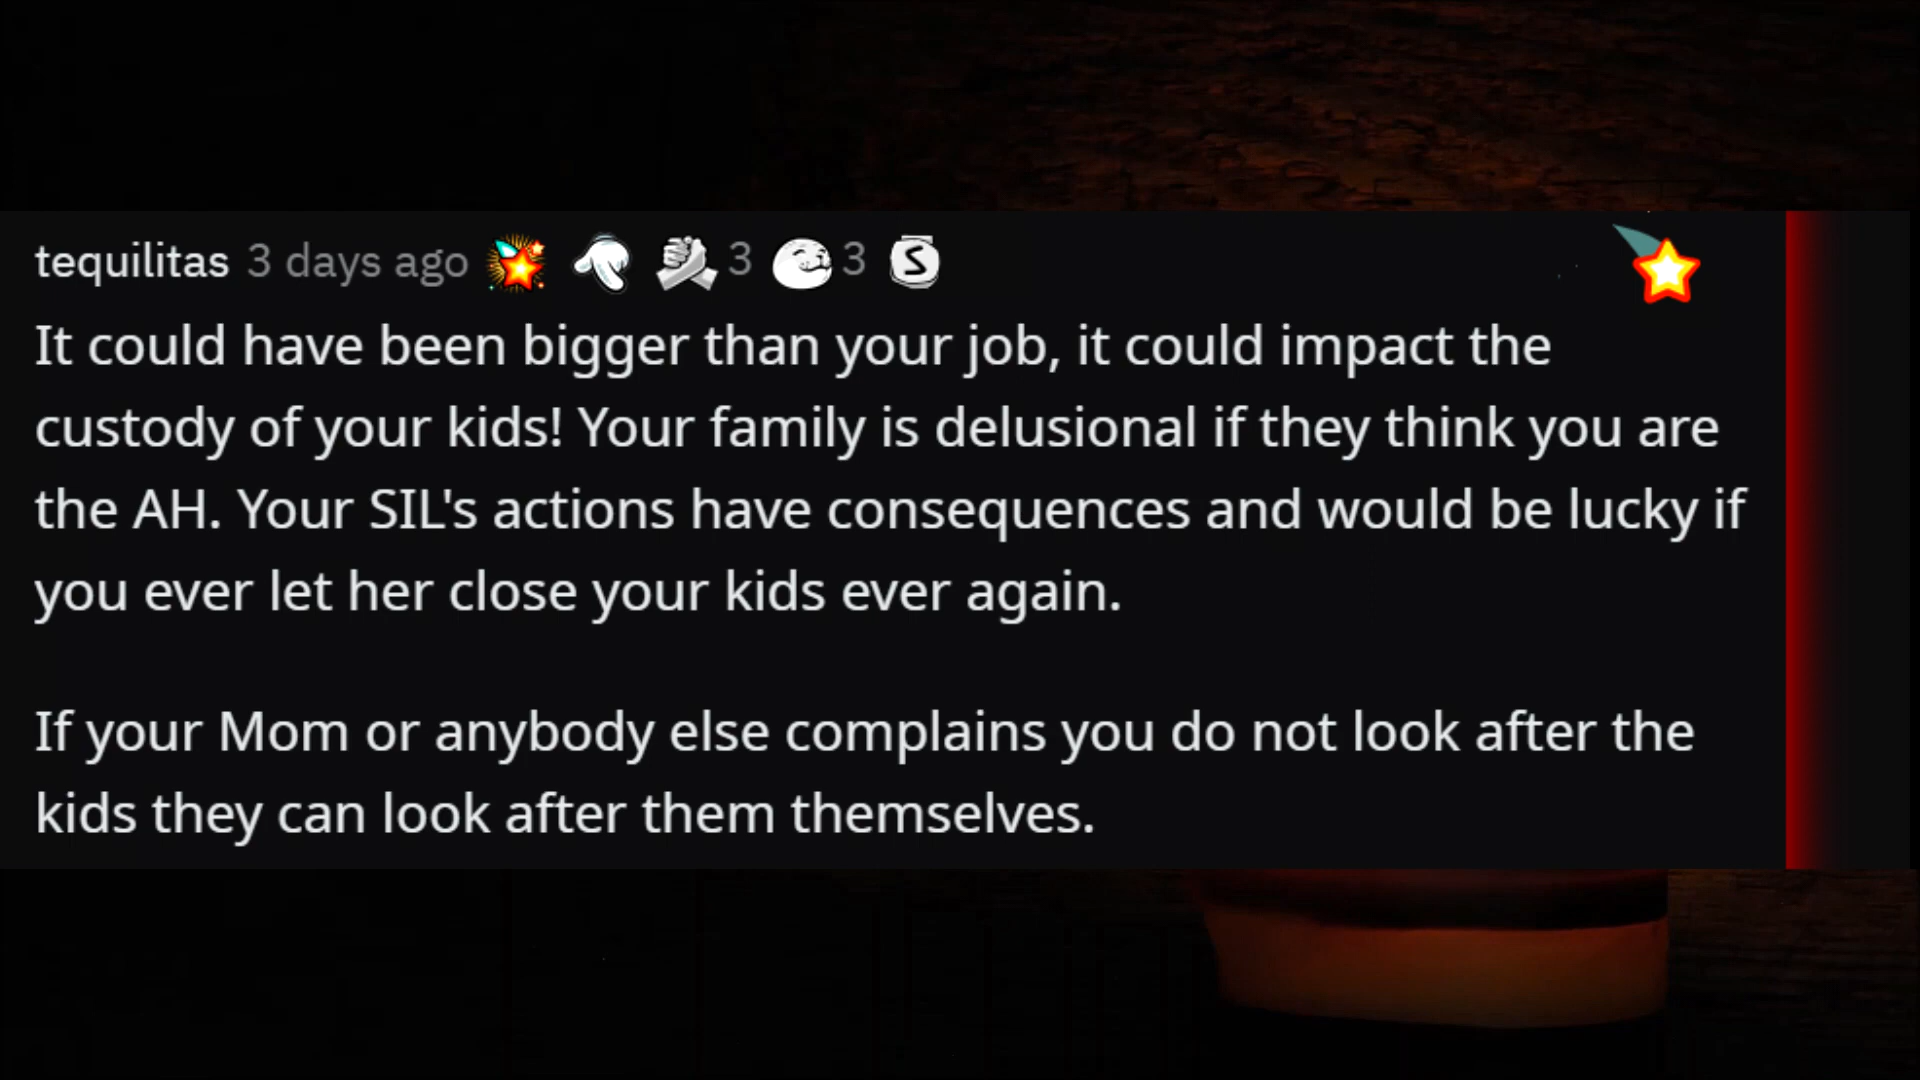 tequilitas 3 days ago 3 3 S
It could have been bigger than your job, it could impact the
custody of your kids! Your family is delusional if they think you are
the AH. Your SIL's actions have consequences and would be lucky if
you ever let her close your kids ever again.
If your Mom or anybody else complains you do not look after the
kids they can look after them themselves.